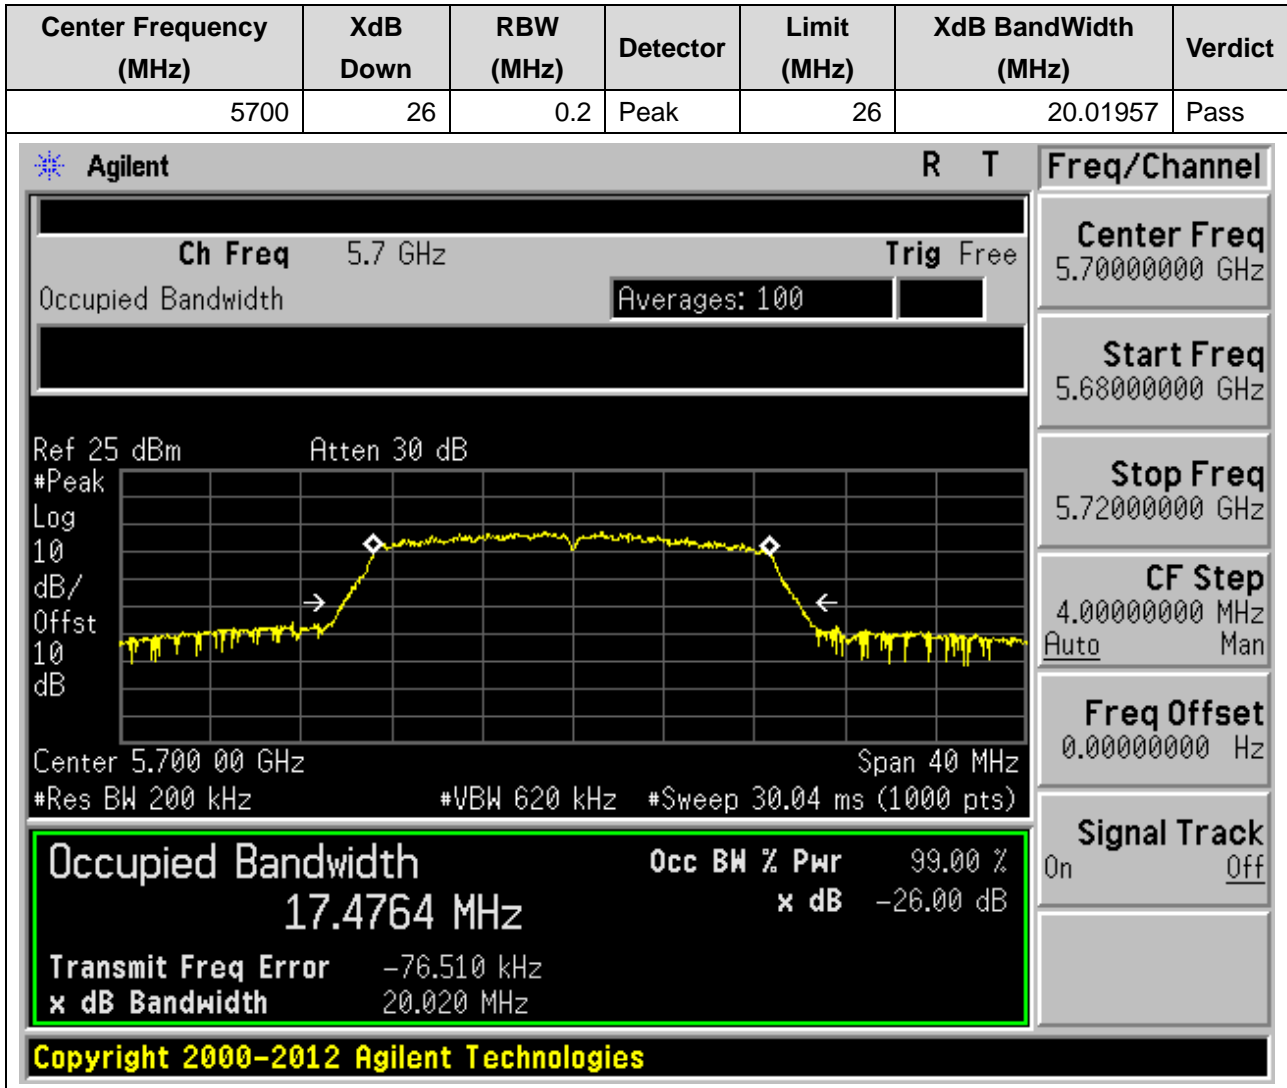 Center Frequency (MHz) XdB Down RBW (MHz) Detector Limit (MHz) XdB BandWidth (MHz) Verdict
5700 26 0.2 Peak 26 20.01957 Pass
Agilent R T
Ch Freq 5.7 GHz Trig Free
Occupied Bandwidth Averages: 100
Ref 25 dBm Atten 30 dB
#Peak
Log
10
dB/
Offst
10
dB
Center 5.700 00 GHz Span 40 MHz
#Res BW 200 kHz #VBW 620 kHz #Sweep 30.04 ms (1000 pts)
Occupied Bandwidth Occ BW % Pwr 99.00 %
17.4764 MHz x dB -26.00 dB
Transmit Freq Error -76.510 kHz
x dB Bandwidth 20.020 MHz
Copyright 2000-2012 Agilent Technologies
Freq/Channel
Center Freq
5.70000000 GHz
Start Freq
5.68000000 GHz
Stop Freq
5.72000000 GHz
CF Step
4.00000000 MHz
Auto Man
Freq Offset
0.00000000 Hz
Signal Track
On Off